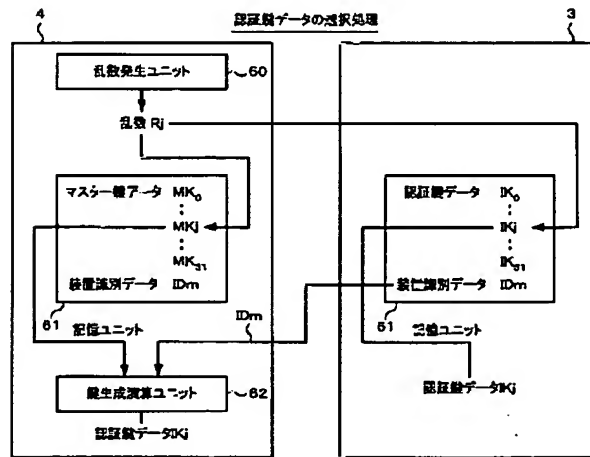 認証鍵データの選択処理
4
3
乱数発生ユニット
60
乱数 Rj
マスター鍵データ MK0
⋮
MKj
⋮
MK31
装置識別データ IDm
61
記憶ユニット
認証鍵データ IK0
⋮
IKj
⋮
IK31
装置識別データ IDm
51
記憶ユニット
IDm
鍵生成演算ユニット
62
認証鍵データIKj
認証鍵データIKj